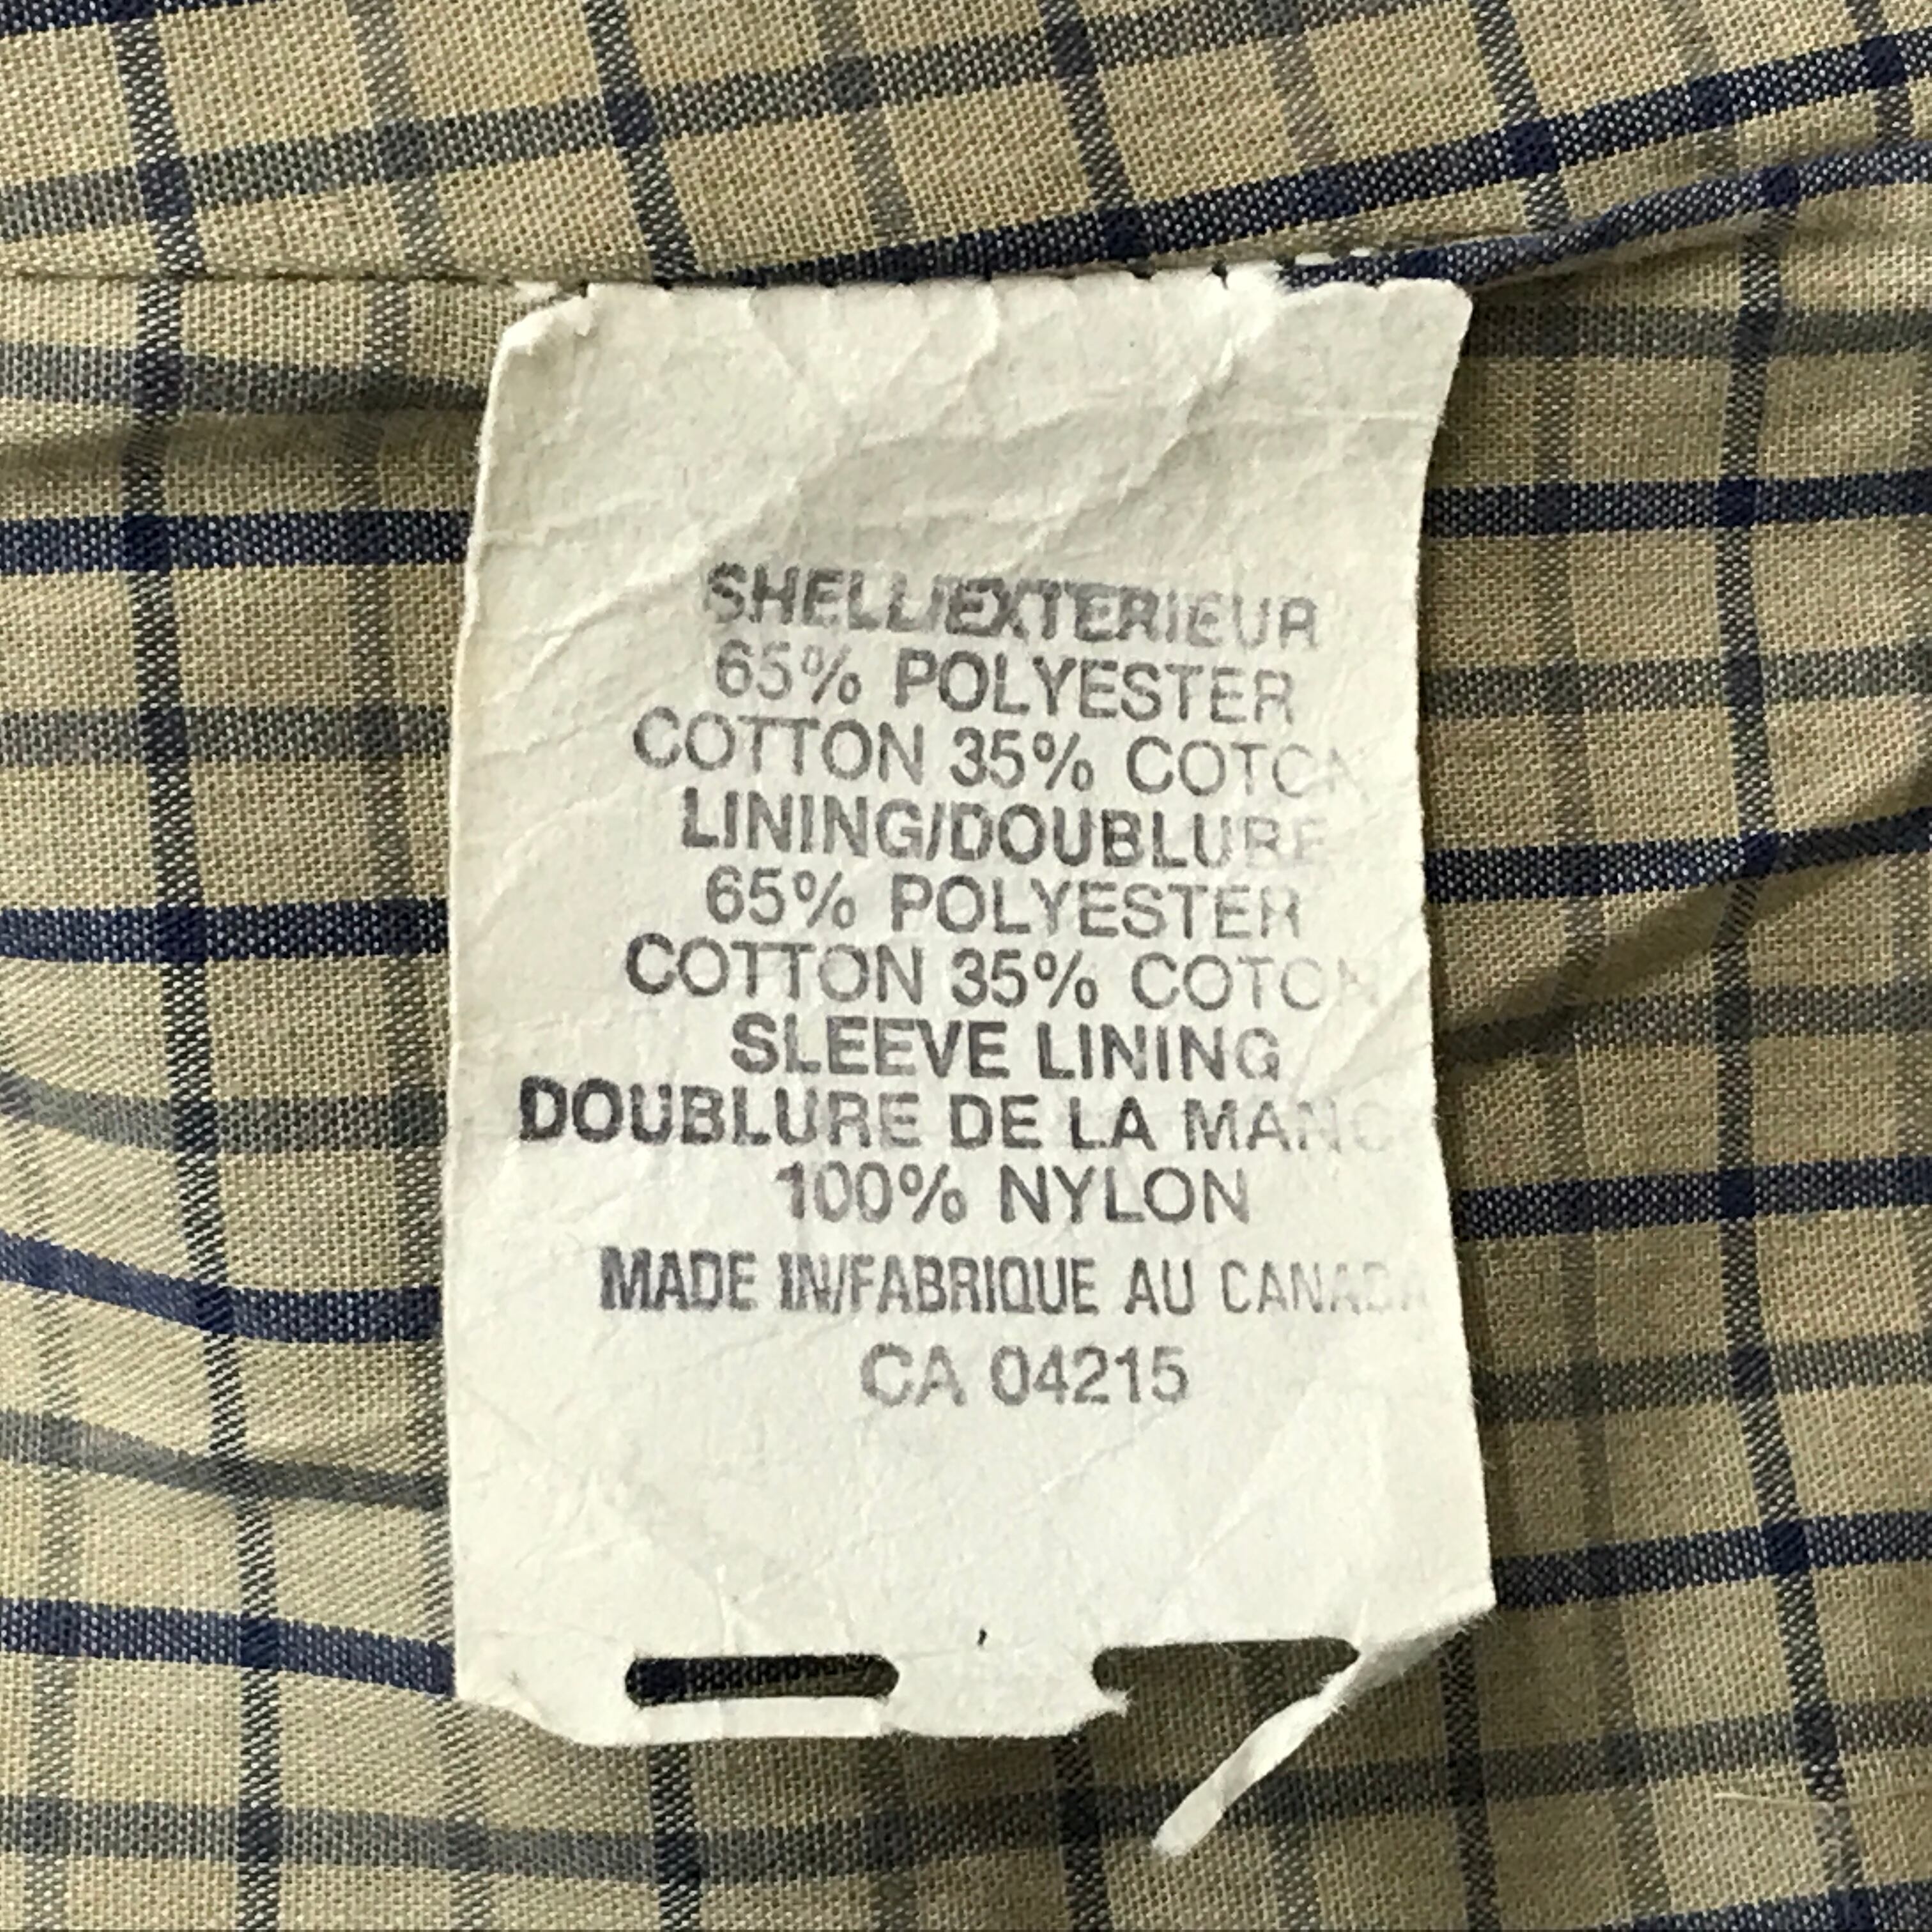 SHELL/EXTERIEUR
65% POLYESTER
COTTON 35% COTON
LINING/DOUBLURE
65% POLYESTER
COTTON 35% COTON
SLEEVE LINING
DOUBLURE DE LA
100% NYLON
MADE IN/FABRIQUE AU CANADA
CA 04215